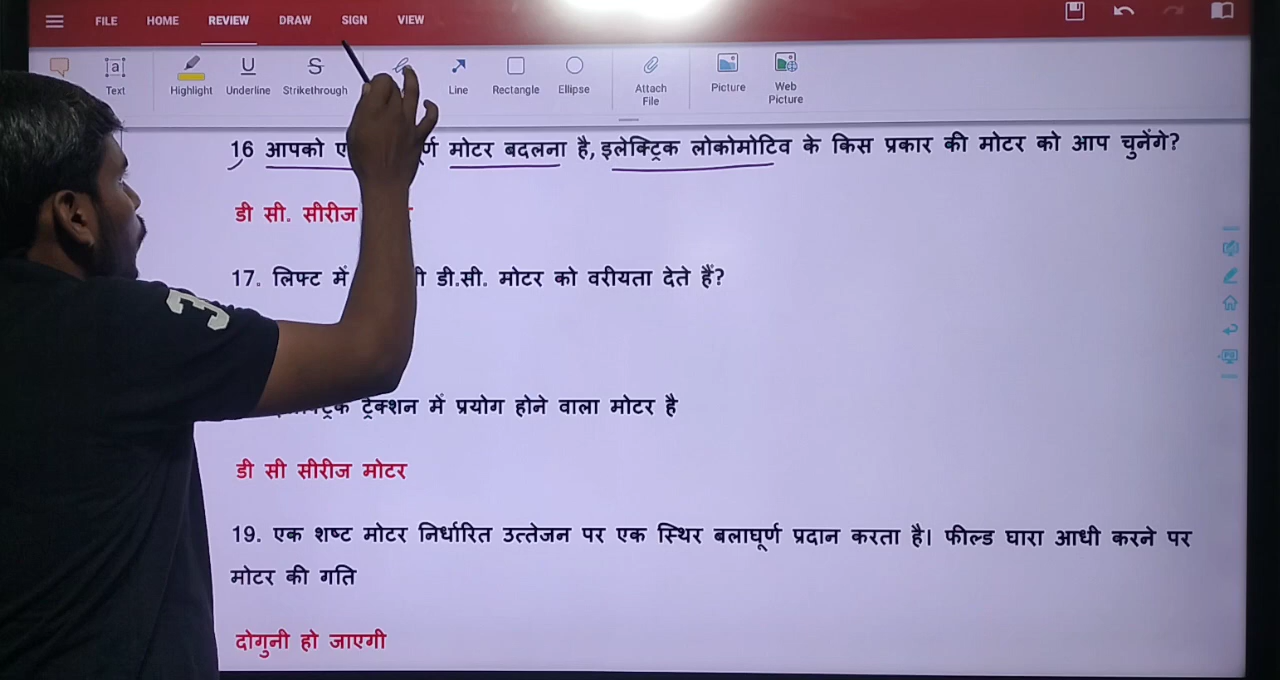 FILE HOME REVIEW DRAW SIGN VIEW
Text Highlight Underline Strikethrough Line Rectangle Ellipse Attach File Picture Web Picture
16 आपको मोटर बदलना है, इलेक्ट्रिक लोकोमोटिव के किस प्रकार की मोटर को आप चुनेंगे?
डी सी. सीरीज
17. लिफ्ट में डी.सी. मोटर को वरीयता देते हैं?
ट्रेक्शन में प्रयोग होने वाला मोटर है
डी सी सीरीज मोटर
19. एक शष्ट मोटर निर्धारित उत्तेजन पर एक स्थिर बलाघूर्ण प्रदान करता है। फील्ड घारा आधी करने पर
मोटर की गति
दोगुनी हो जाएगी
3